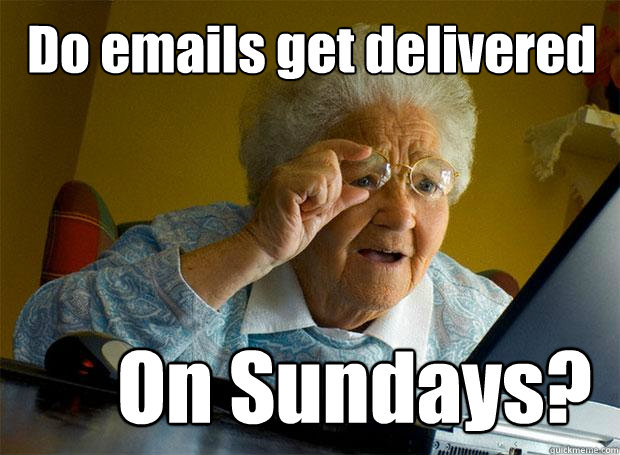 Do emails get delivered
On Sundays?
quickmeme.com